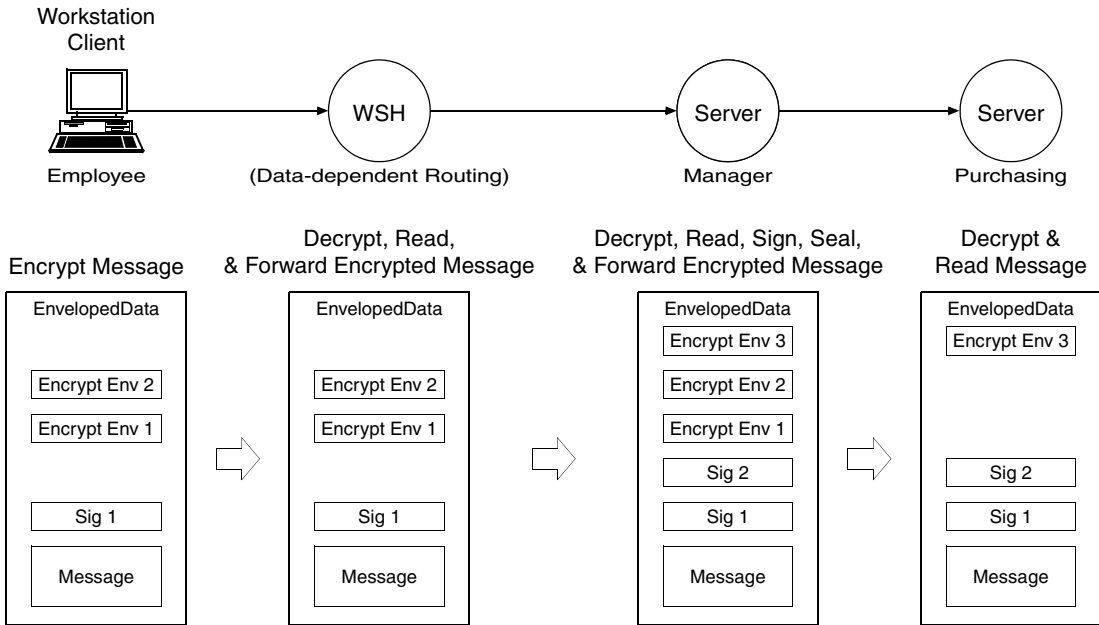 Workstation
Client
WSH
Server
Server
Employee
(Data-dependent Routing)
Manager
Purchasing
Encrypt Message
Decrypt, Read,
& Forward Encrypted Message
Decrypt, Read, Sign, Seal,
& Forward Encrypted Message
Decrypt &
Read Message
EnvelopedData
Encrypt Env 2
Encrypt Env 1
Sig 1
Message
EnvelopedData
Encrypt Env 2
Encrypt Env 1
Sig 1
Message
EnvelopedData
Encrypt Env 3
Encrypt Env 2
Encrypt Env 1
Sig 2
Sig 1
Message
EnvelopedData
Encrypt Env 3
Sig 2
Sig 1
Message